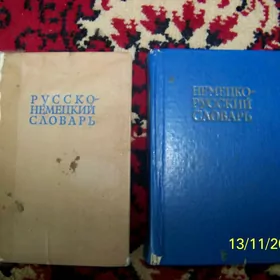 РУССКО-
НЕМЕЦКИЙ
СЛОВАРЬ
НЕМЕЦКО-
РУССКИЙ
СЛОВАРЬ
13/11/20